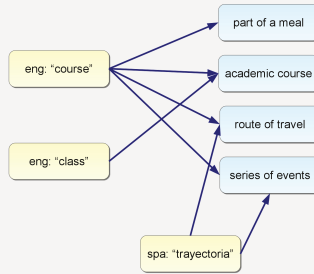 part of a meal
eng: “course”
academic course
route of travel
eng: “class”
series of events
spa: “trayectoria”